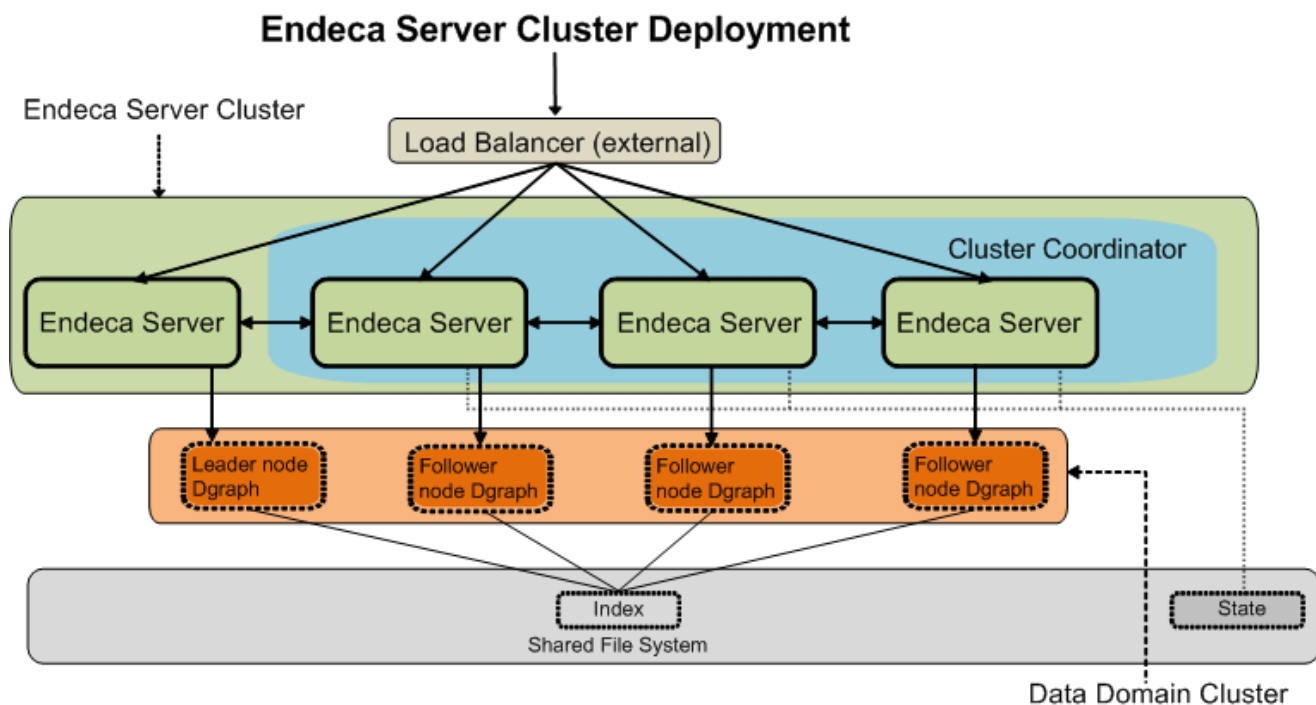 Endeca Server Cluster Deployment
Endeca Server Cluster
Load Balancer (external)
Cluster Coordinator
Endeca Server
Endeca Server
Endeca Server
Endeca Server
Leader node
Dgraph
Follower
node Dgraph
Follower
node Dgraph
Follower
node Dgraph
Index
State
Shared File System
Data Domain Cluster